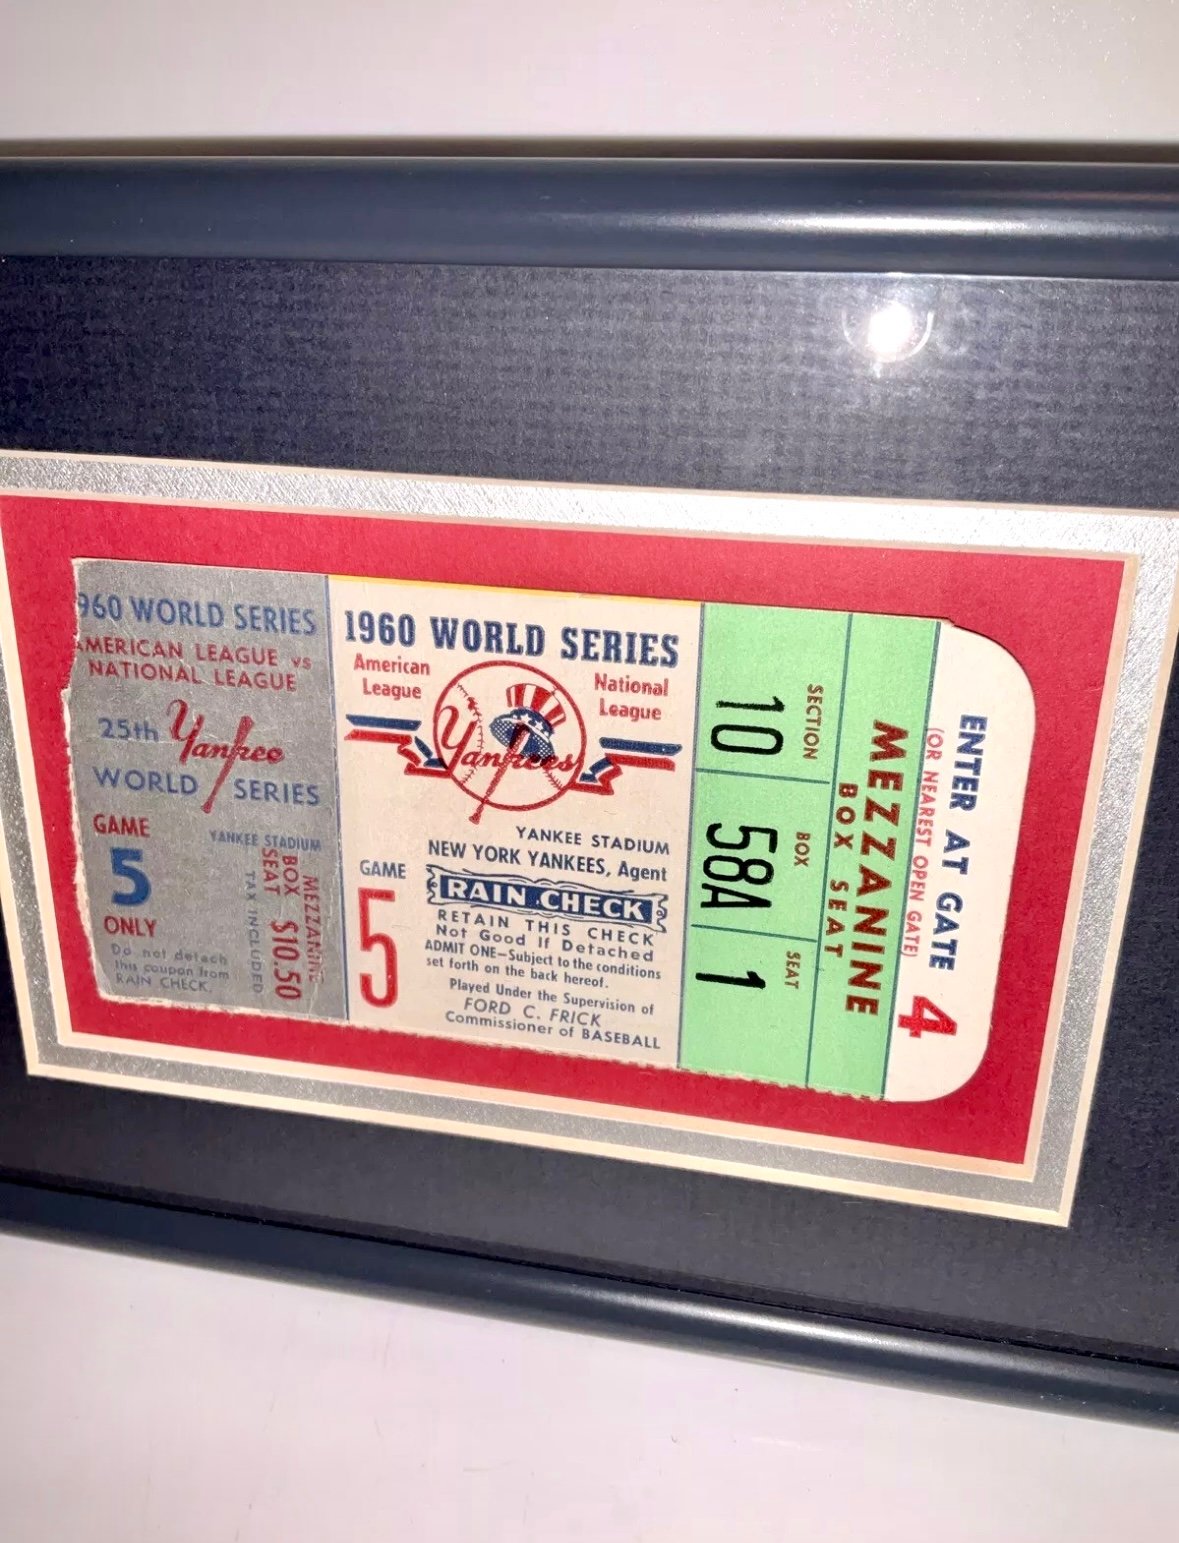 960 WORLD SERIES
AMERICAN LEAGUE vs
NATIONAL LEAGUE
25th Yankee
WORLD SERIES
GAME
5
ONLY
Do not detach
this coupon from
RAIN CHECK.
YANKEE STADIUM
MEZZANINE
BOX $10.50
SEAT
TAX INCLUDED
1960 WORLD SERIES
American
League
National
League
Yankees
YANKEE STADIUM
NEW YORK YANKEES, Agent
GAME
5
RAIN CHECK
RETAIN THIS CHECK
Not Good If Detached
ADMIT ONE—Subject to the conditions
set forth on the back hereof.
Played Under the Supervision of
FORD C. FRICK
Commissioner of BASEBALL
SECTION
10
BOX
58A
SEAT
1
MEZZANINE
BOX SEAT
ENTER AT GATE
(OR NEAREST OPEN GATE)
4